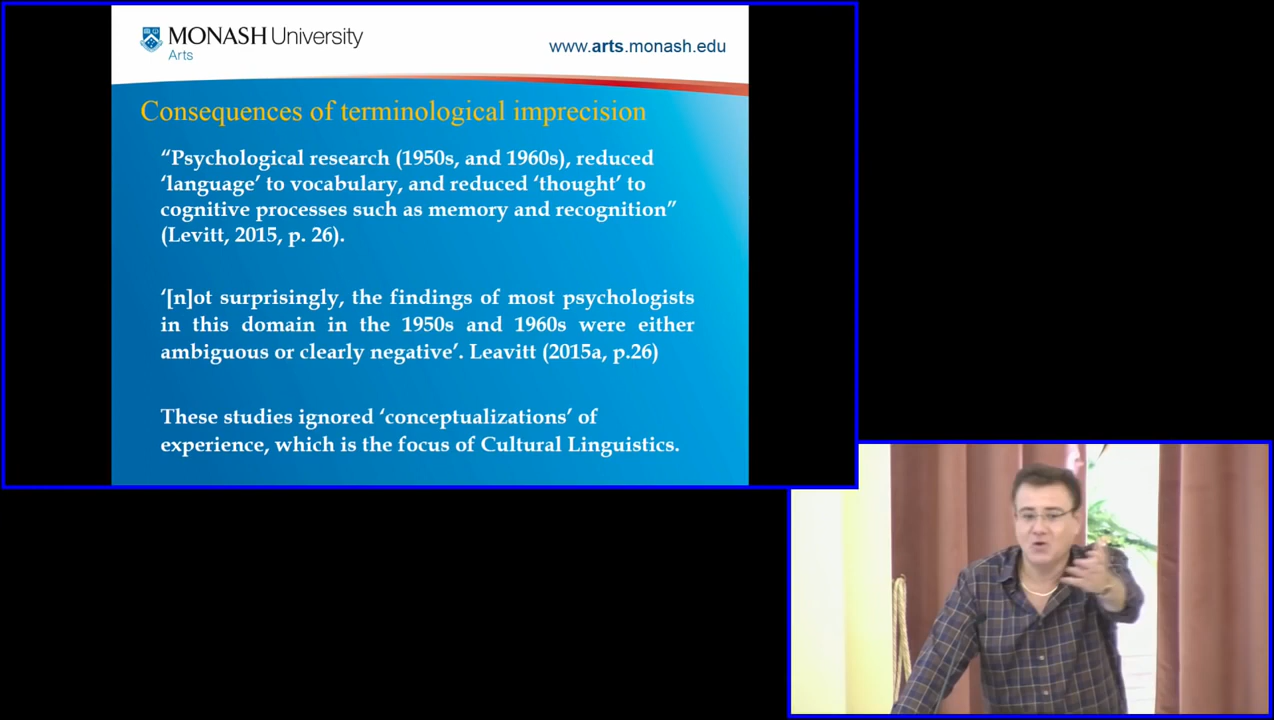 MONASH University
Arts
www.arts.monash.edu
Consequences of terminological imprecision
“Psychological research (1950s, and 1960s), reduced
‘language’ to vocabulary, and reduced ‘thought’ to
cognitive processes such as memory and recognition”
(Levitt, 2015, p. 26).
‘[n]ot surprisingly, the findings of most psychologists
in this domain in the 1950s and 1960s were either
ambiguous or clearly negative’. Leavitt (2015a, p.26)
These studies ignored ‘conceptualizations’ of
experience, which is the focus of Cultural Linguistics.